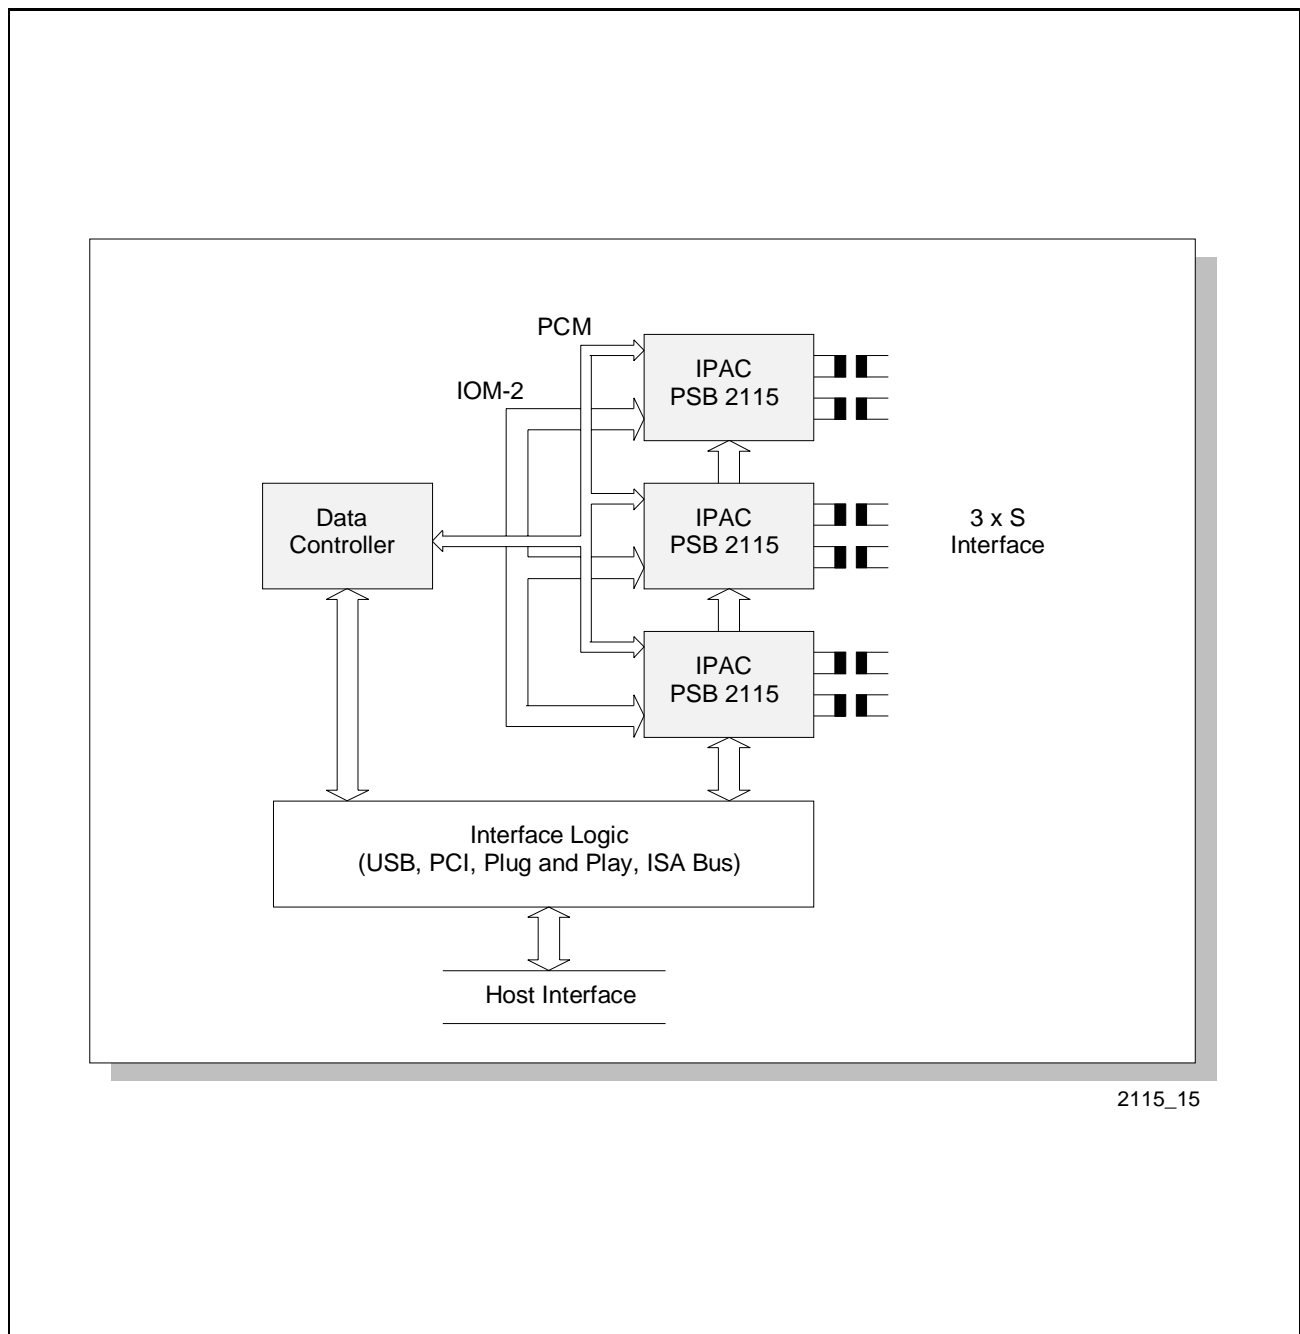 PCM
IOM-2
IPAC
PSB 2115
Data
Controller
IPAC
PSB 2115
3 x S
Interface
IPAC
PSB 2115
Interface Logic
(USB, PCI, Plug and Play, ISA Bus)
Host Interface
2115_15